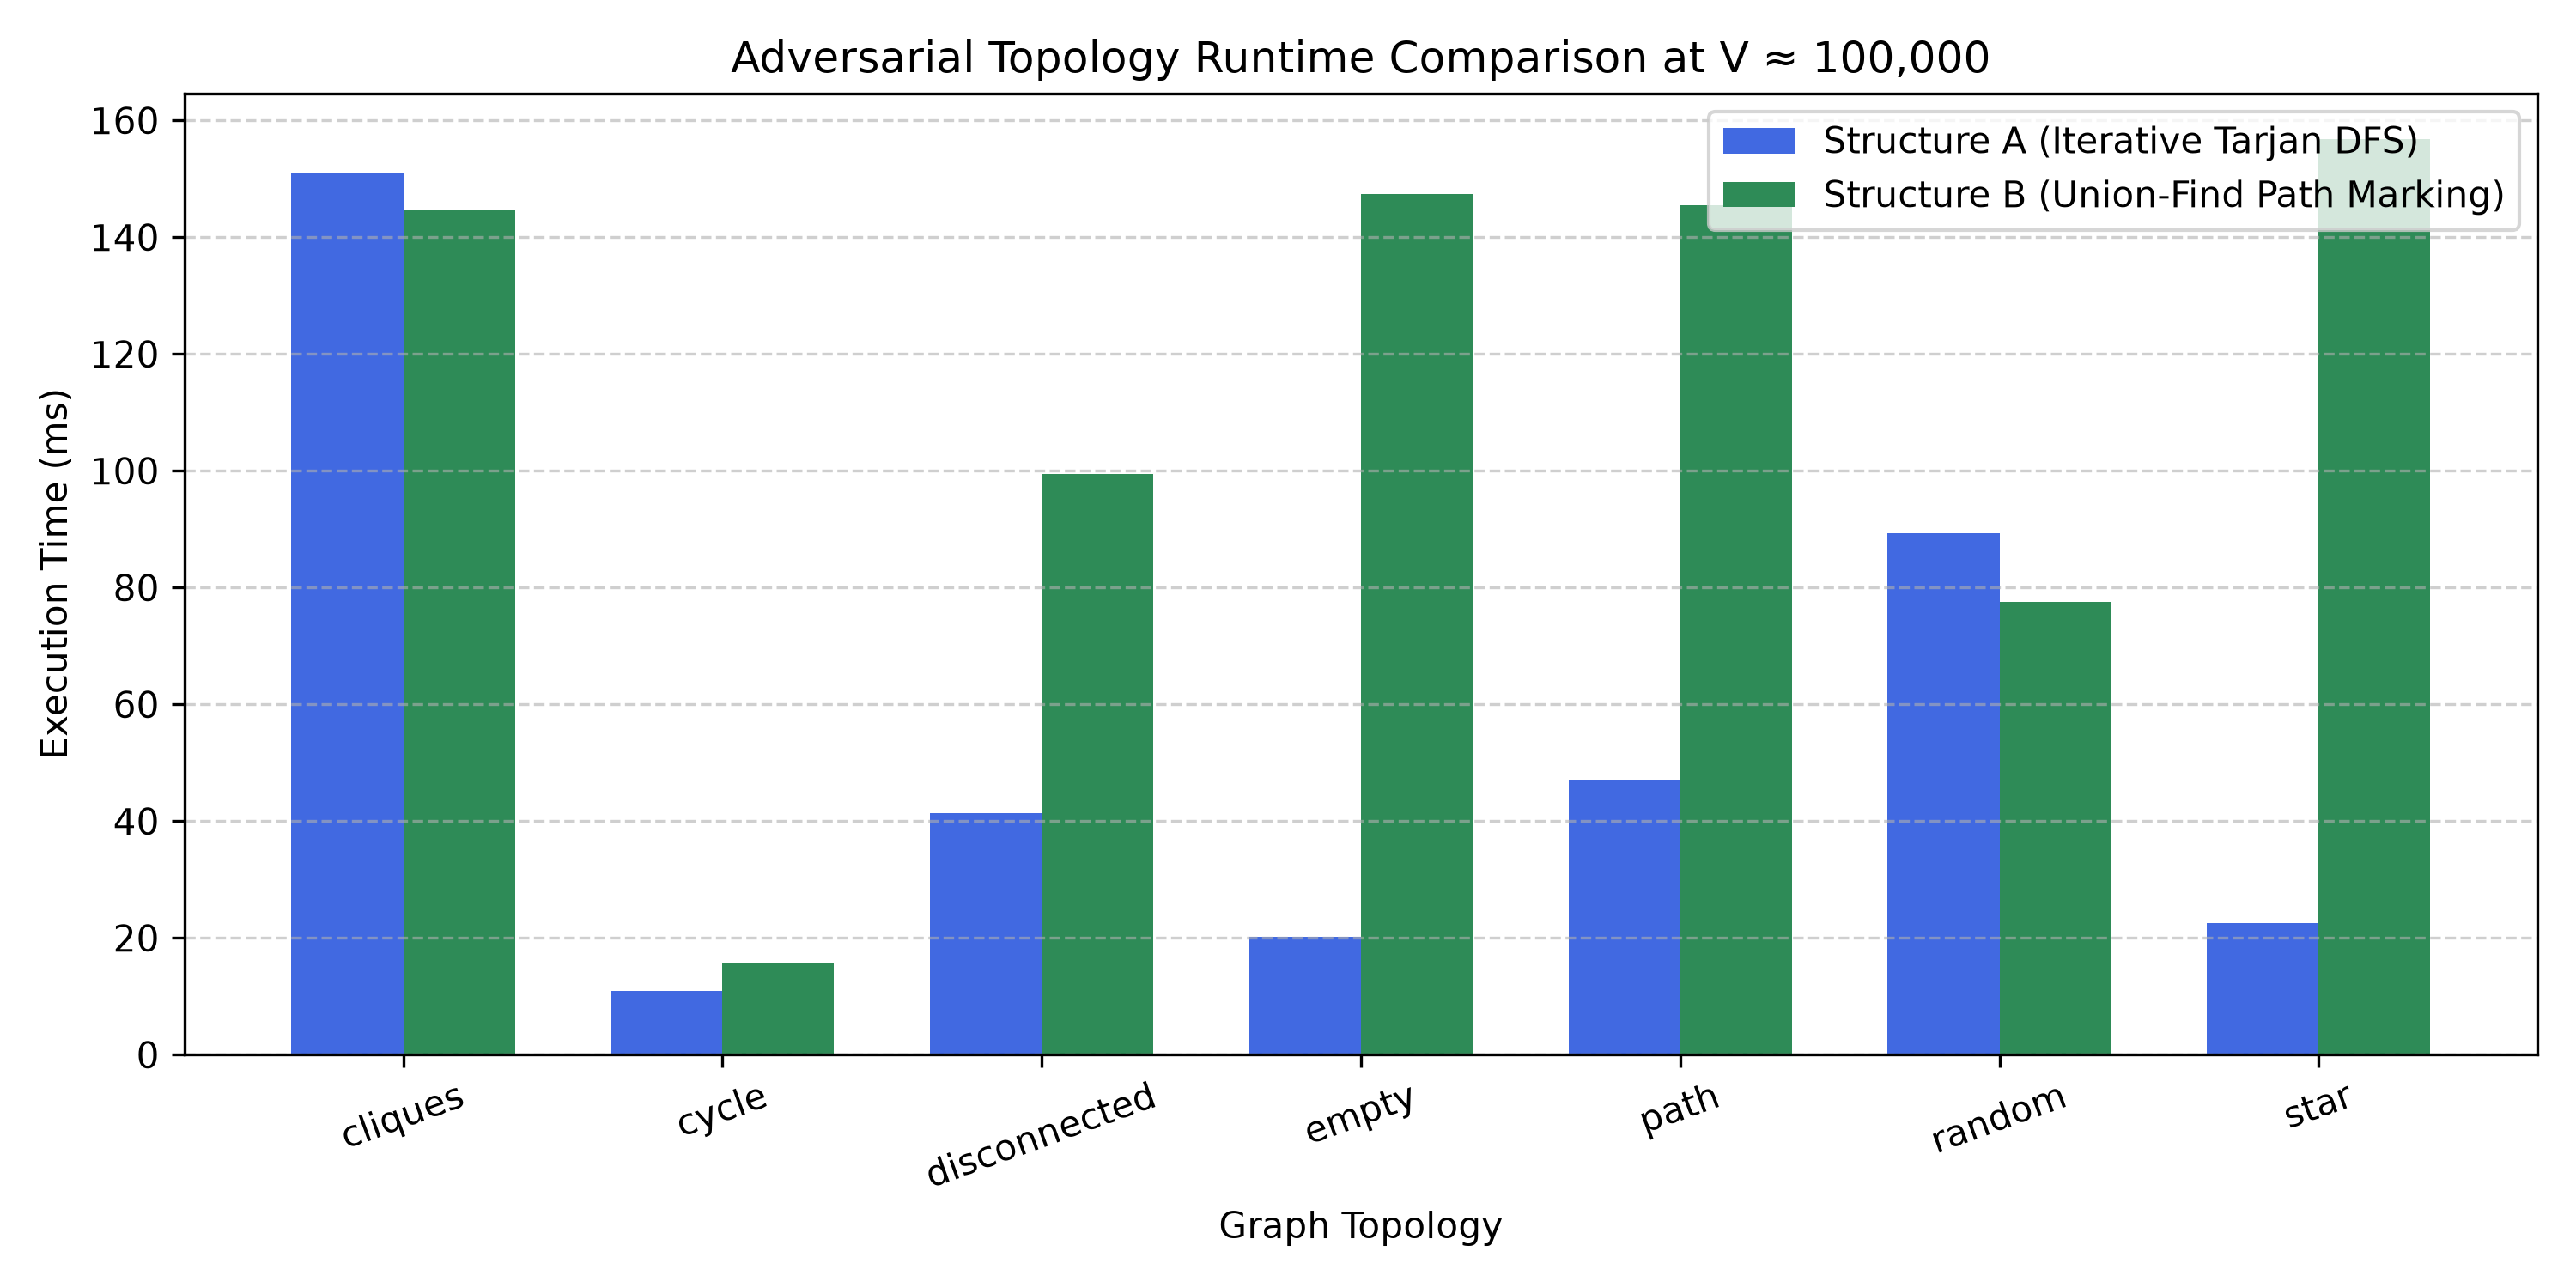 Adversarial Topology Runtime Comparison at V ≈ 100,000
Structure A (Iterative Tarjan DFS)
Structure B (Union-Find Path Marking)
Execution Time (ms)
160
140
120
100
80
60
40
20
0
cliques
cycle
disconnected
empty
path
random
star
Graph Topology